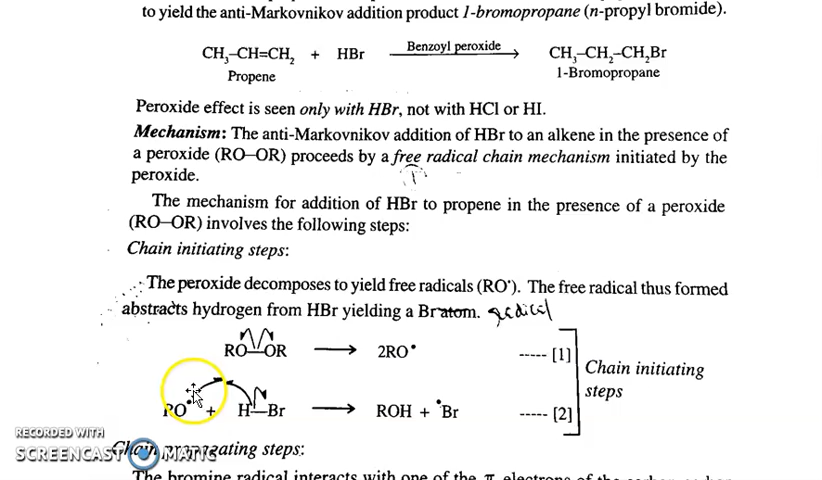 to yield the anti-Markovnikov addition product 1-bromopropane (n-propyl bromide).
CH3–CH=CH2 + HBr Benzoyl peroxide → CH3–CH2–CH2Br
Propene 1-Bromopropane
Peroxide effect is seen only with HBr, not with HCl or HI.
Mechanism: The anti-Markovnikov addition of HBr to an alkene in the presence of
a peroxide (RO–OR) proceeds by a free radical chain mechanism initiated by the
peroxide.
The mechanism for addition of HBr to propene in the presence of a peroxide
(RO–OR) involves the following steps:
Chain initiating steps:
The peroxide decomposes to yield free radicals (RO•). The free radical thus formed
abstracts hydrogen from HBr yielding a Br atom. radical
RO–OR → 2RO• ----- [1]
Chain initiating
steps
RO• + H–Br → ROH + •Br ----- [2]
RECORDED WITH
SCREENCAST MATIC
Chain propagating steps:
The bromine radical interacts with one of the π electrons of the carbon-carbon